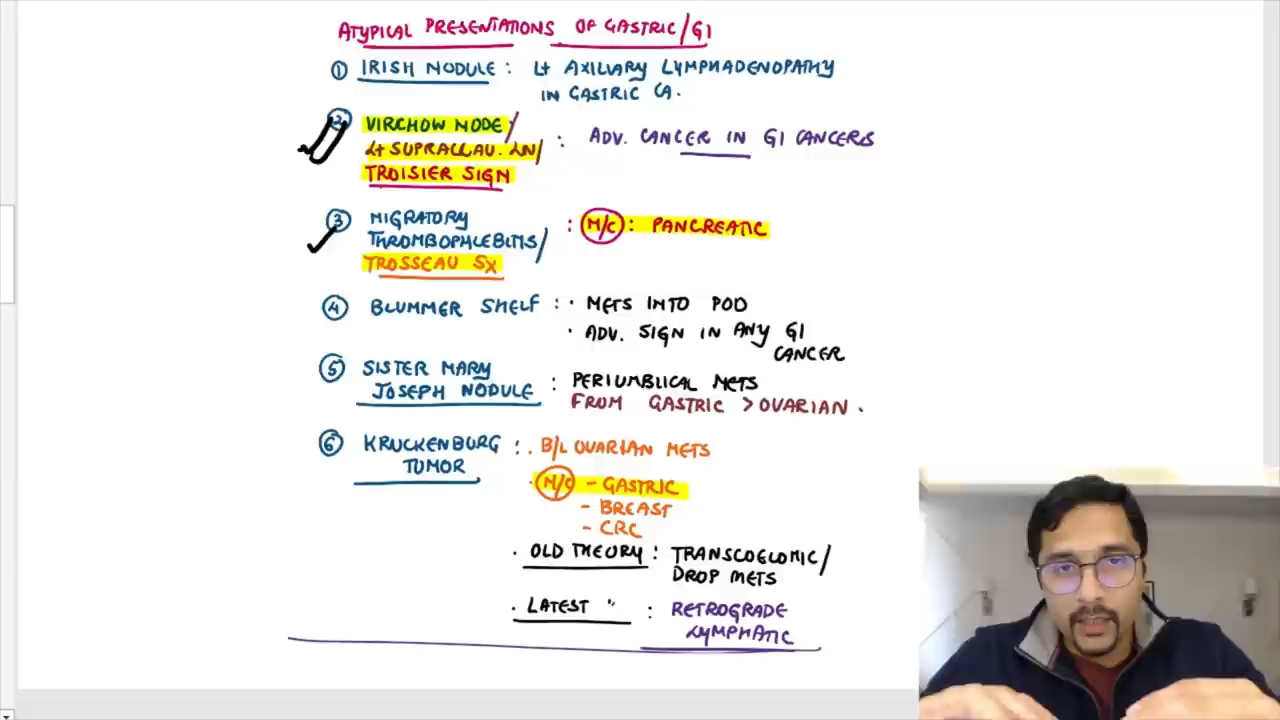 ATYPICAL PRESENTATIONS OF GASTRIC/GI
① IRISH NODULE : Lt AXILLARY LYMPHADENOPATHY
IN GASTRIC CA.
② VIRCHOW NODE/
Lt SUPRACLAV. LN/ : ADV. CANCER IN GI CANCERS
TROISIER SIGN
③ MIGRATORY
THROMBOPHLEBITIS/ : M/C : PANCREATIC
TROSSEAU SX
④ BLUMMER SHELF : · METS INTO POD
· ADV. SIGN IN ANY GI
CANCER
⑤ SISTER MARY
JOSEPH NODULE : PERIUMBLICAL METS
FROM GASTRIC > OVARIAN.
⑥ KRUCKENBURG : · B/L OVARIAN METS
TUMOR
· M/C - GASTRIC
- BREAST
- CRC
· OLD THEORY : TRANSCOELOMIC/
DROP METS
· LATEST " : RETROGRADE
LYMPHATIC